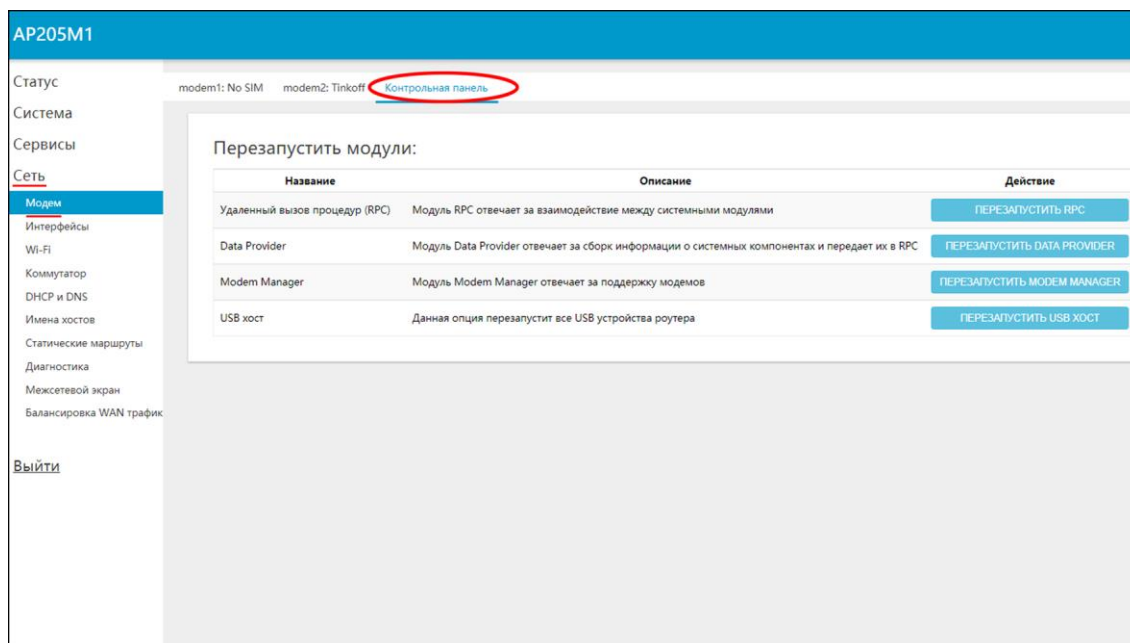 AP205M1
Статус
Система
Сервисы
Сеть
Модем
Интерфейсы
Wi-Fi
Коммутатор
DHCP и DNS
Имена хостов
Статические маршруты
Диагностика
Межсетевой экран
Балансировка WAN трафик
Выйти
modem1: No SIM modem2: Tinkoff Контрольная панель
Перезапустить модули:
Название Описание Действие
Удаленный вызов процедур (RPC) Модуль RPC отвечает за взаимодействие между системными модулями ПЕРЕЗАПУСТИТЬ RPC
Data Provider Модуль Data Provider отвечает за сборк информации о системных компонентах и передает их в RPC ПЕРЕЗАПУСТИТЬ DATA PROVIDER
Modem Manager Модуль Modem Manager отвечает за поддержку модемов ПЕРЕЗАПУСТИТЬ MODEM MANAGER
USB хост Данная опция перезапустит все USB устройства роутера ПЕРЕЗАПУСТИТЬ USB ХОСТ